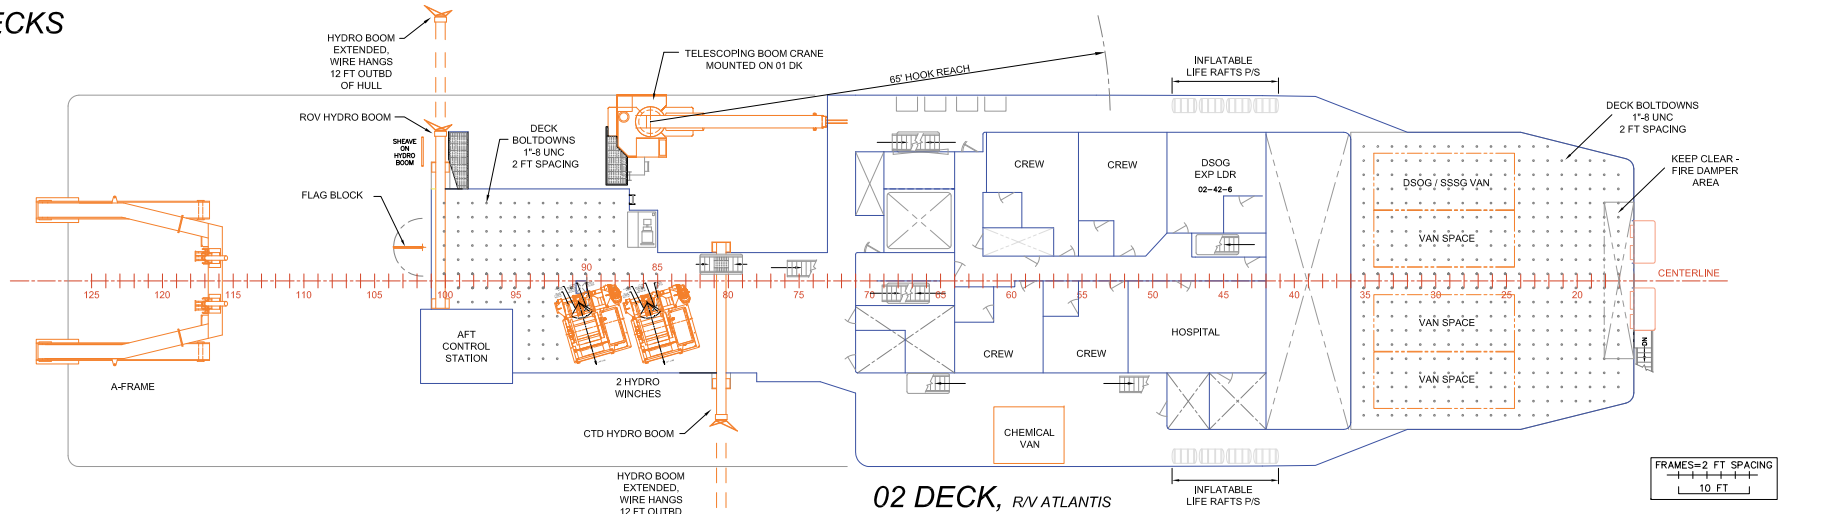 ECKS
HYDRO BOOM
EXTENDED,
WIRE HANGS
12 FT OUTBD
OF HULL
ROV HYDRO BOOM
SHEAVE
ON
HYDRO
BOOM
FLAG BLOCK
DECK
BOLTDOWNS
1"-8 UNC
2 FT SPACING
TELESCOPING BOOM CRANE
MOUNTED ON 01 DK
65' HOOK REACH
INFLATABLE
LIFE RAFTS P/S
DECK BOLTDOWNS
1"-8 UNC
2 FT SPACING
KEEP CLEAR -
FIRE DAMPER
AREA
CREW
CREW
DSOG
EXP LDR
02-42-6
DSOG / SSSG VAN
VAN SPACE
CENTERLINE
125
120
115
110
105
100
95
90
85
80
75
70
65
60
55
50
45
40
35
30
25
20
AFT
CONTROL
STATION
A-FRAME
2 HYDRO
WINCHES
CTD HYDRO BOOM
HYDRO BOOM
EXTENDED,
WIRE HANGS
12 FT OUTBD
CREW
CREW
HOSPITAL
VAN SPACE
VAN SPACE
DN
CHEMICAL
VAN
INFLATABLE
LIFE RAFTS P/S
02 DECK, R/V ATLANTIS
FRAMES=2 FT SPACING
10 FT